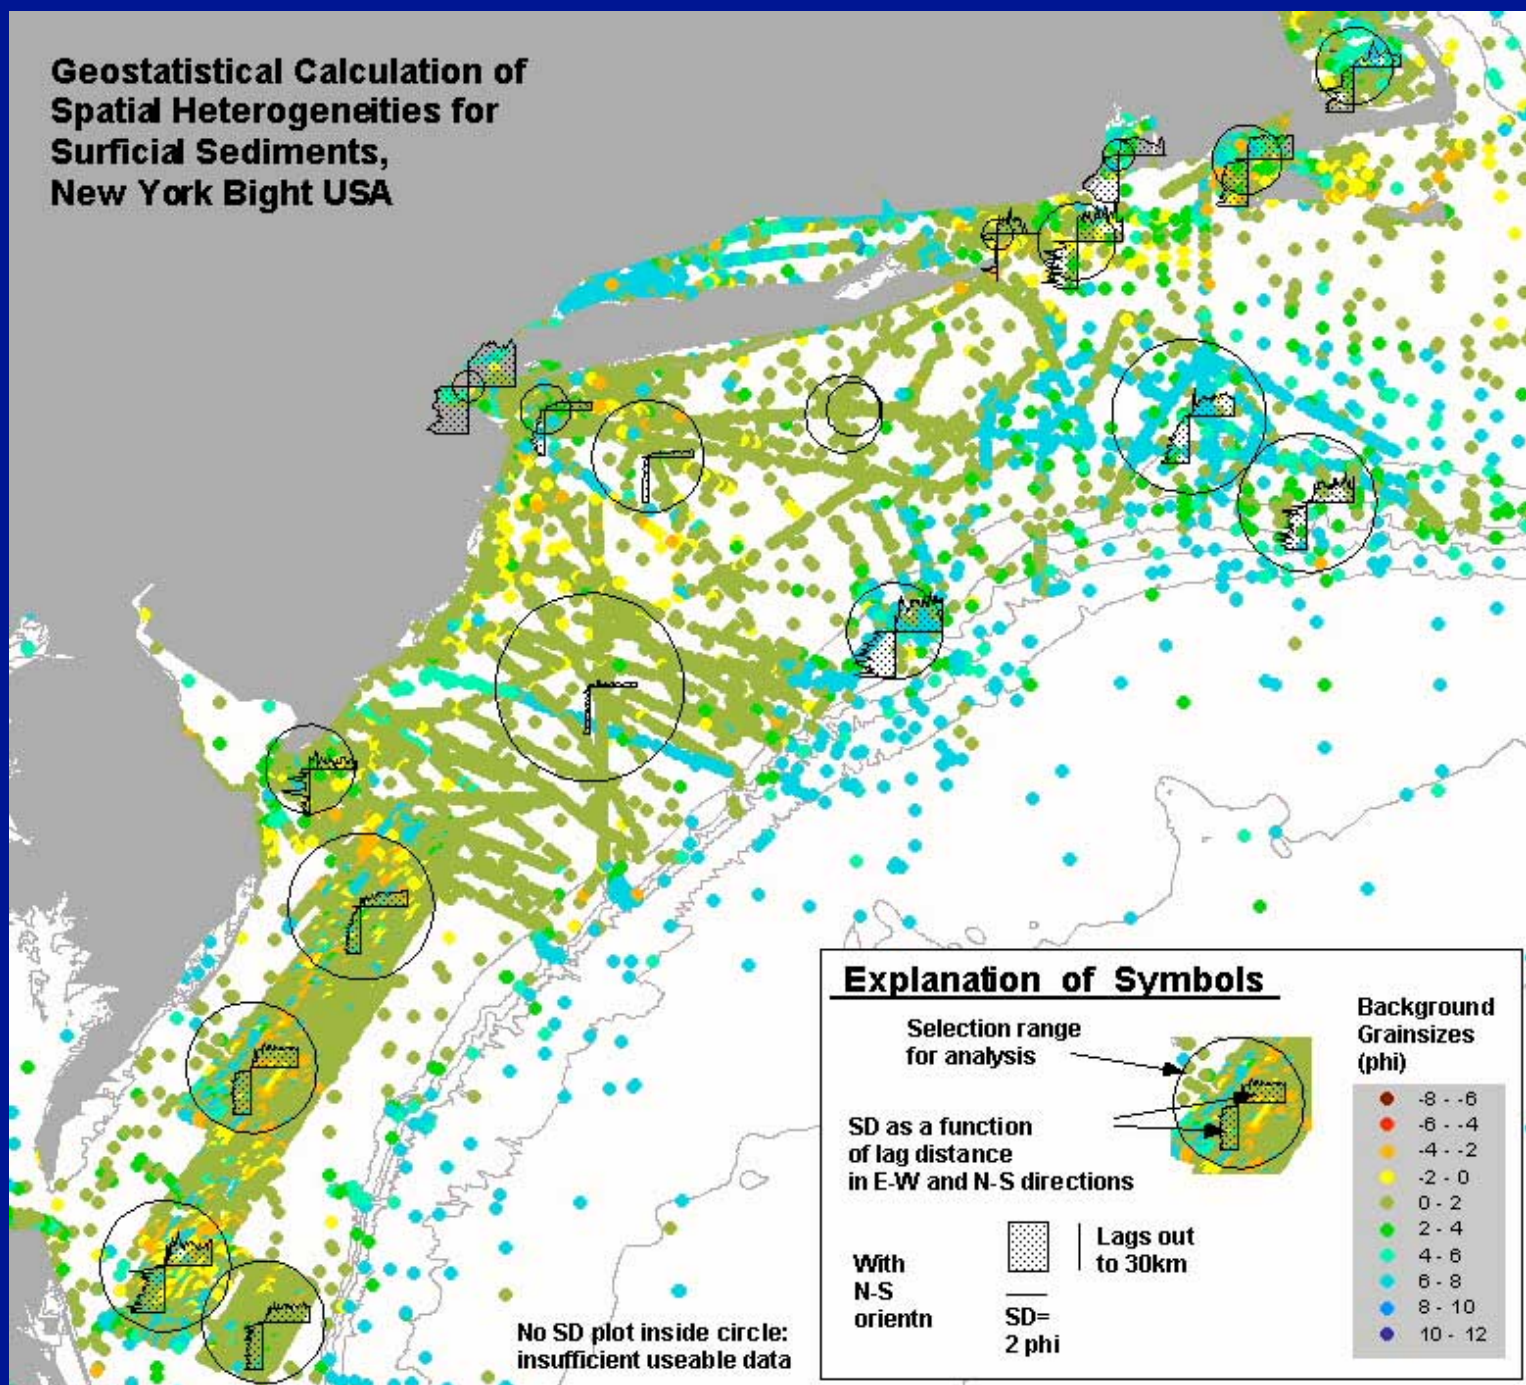 Geostatistical Calculation of
Spatial Heterogeneities for
Surficial Sediments,
New York Bight USA
No SD plot inside circle:
insufficient useable data
Explanation of Symbols
Selection range
for analysis
SD as a function
of lag distance
in E-W and N-S directions
With
N-S
orientn
Lags out
to 30km
SD=
2 phi
Background
Grainsizes
(phi)
-8 - -6
-6 - -4
-4 - -2
-2 - 0
0 - 2
2 - 4
4 - 6
6 - 8
8 - 10
10 - 12